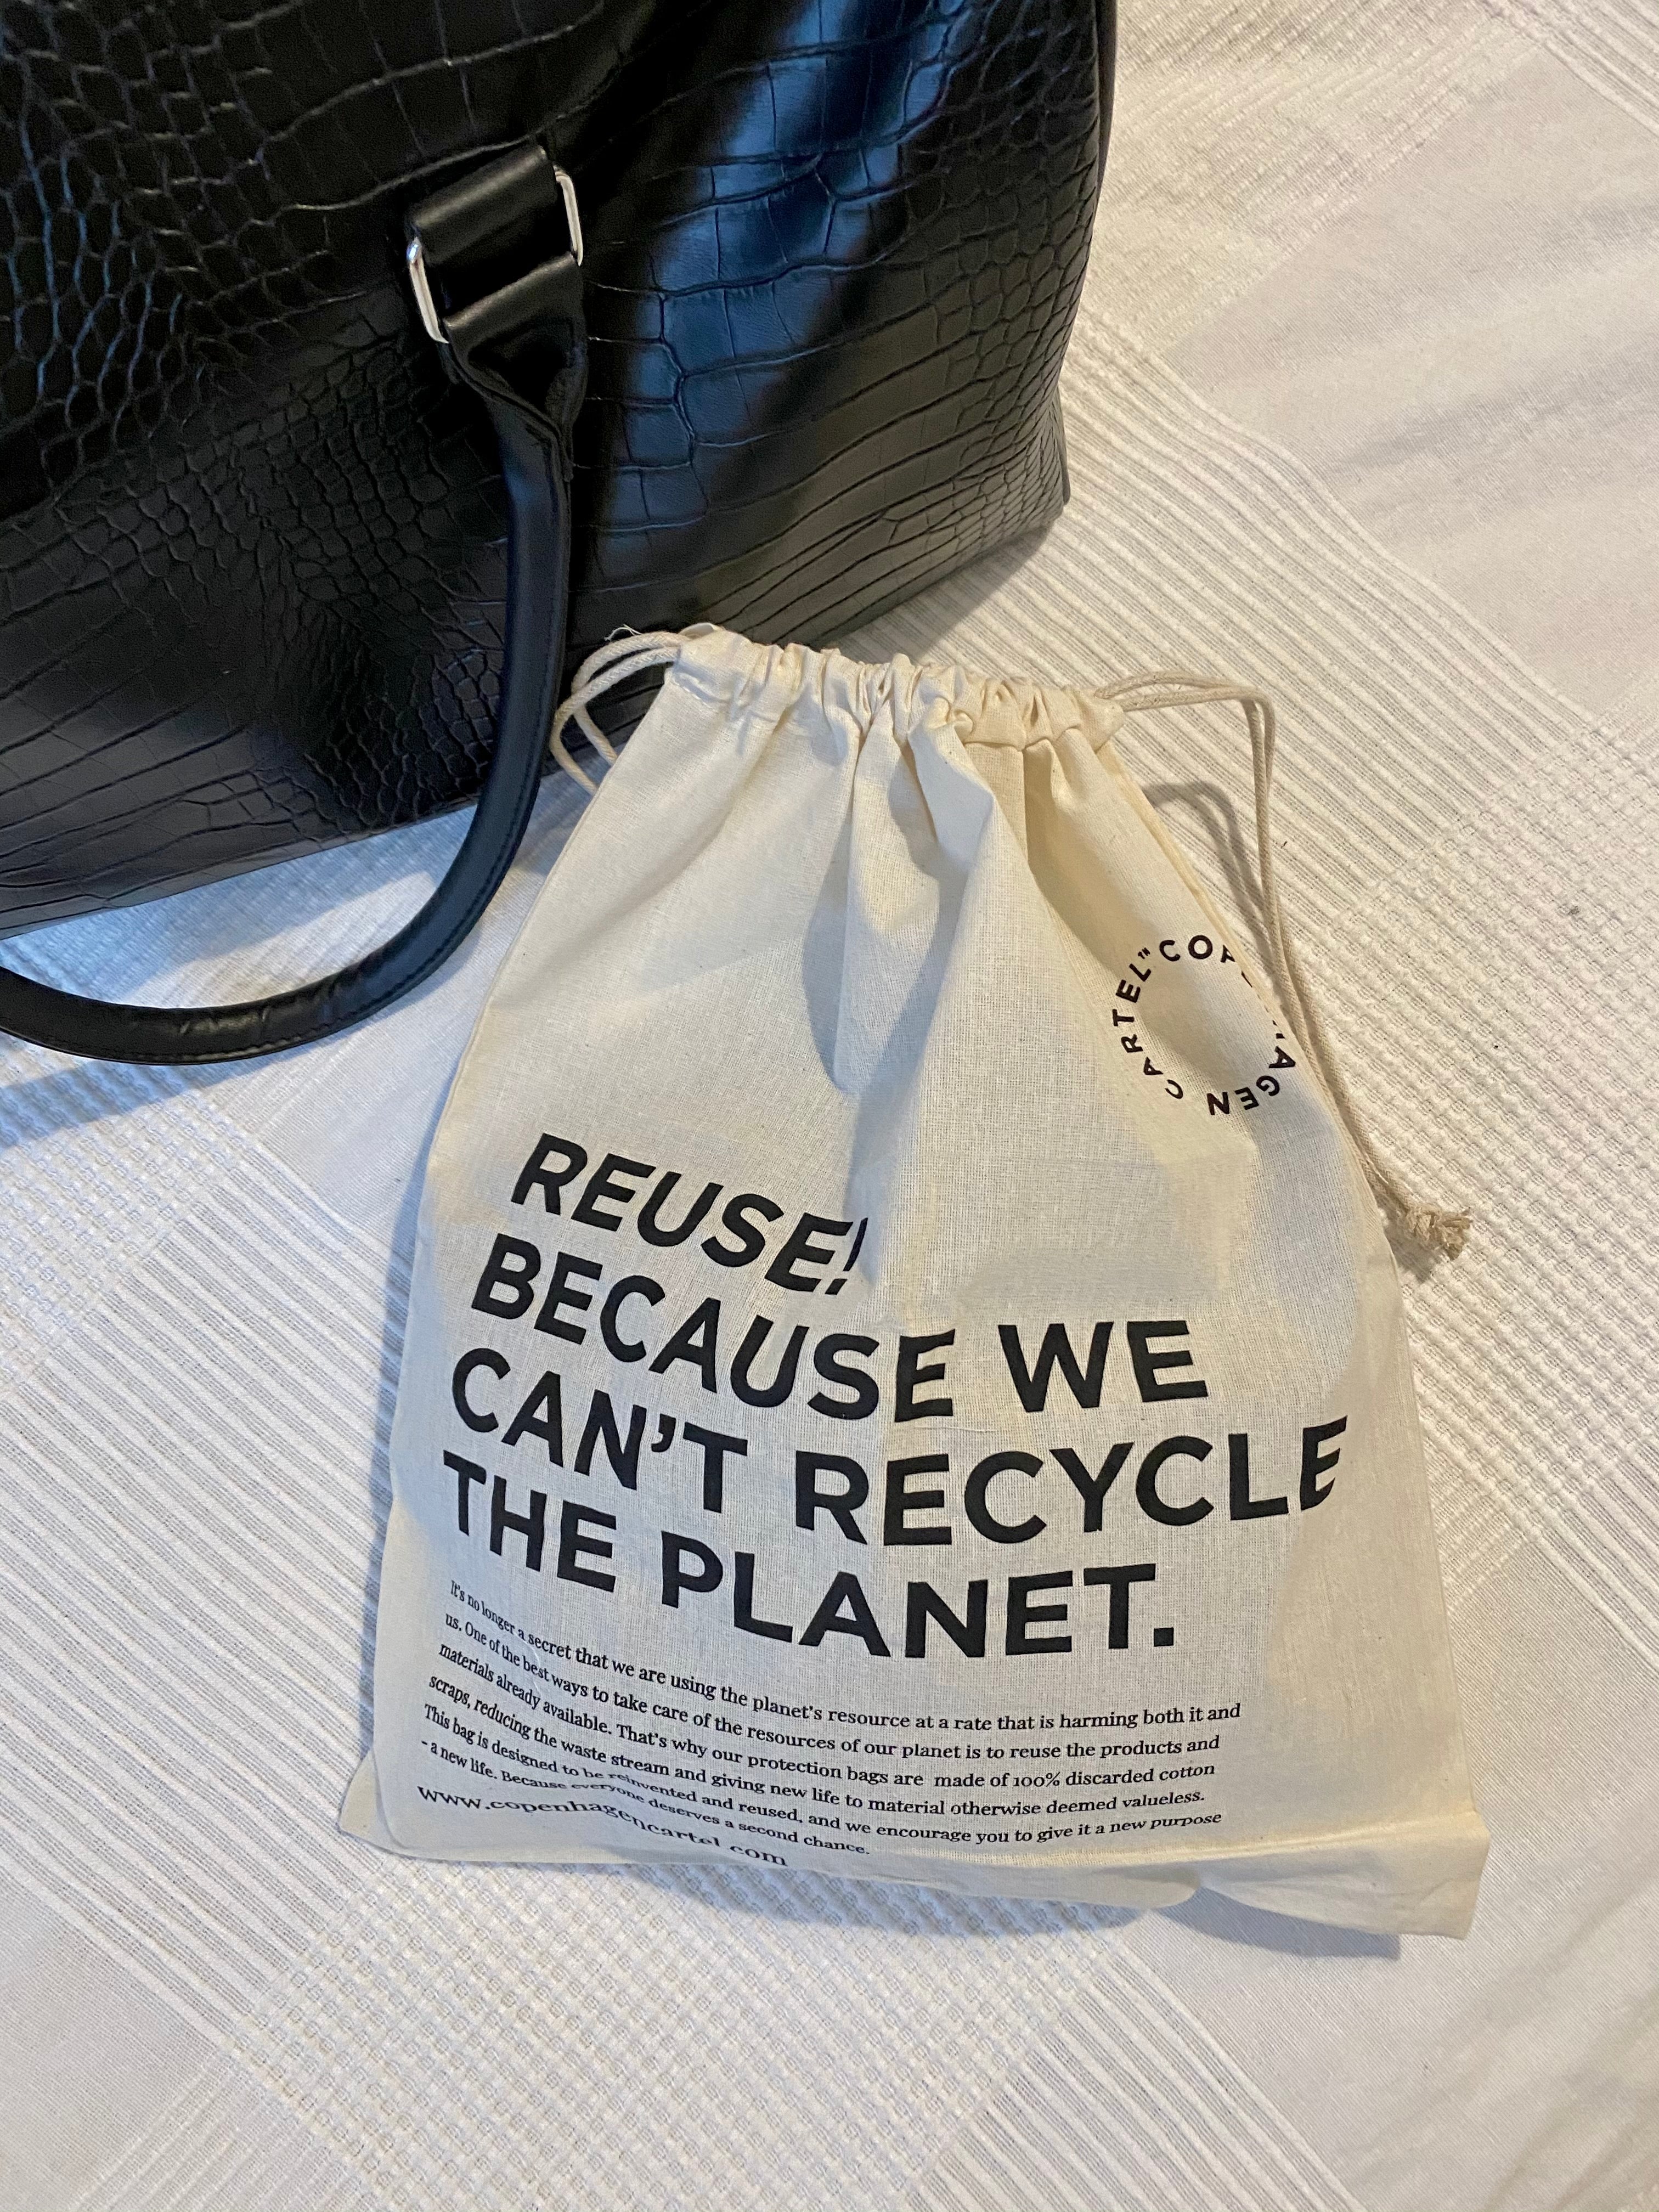 COPENHAGEN CARTEL"
REUSE!
BECAUSE WE
CAN'T RECYCLE
THE PLANET.
It's no longer a secret that we are using the planet's resource at a rate that is harming both it and
us. One of the best ways to take care of the resources of our planet is to reuse the products and
materials already available. That's why our protection bags are made of 100% discarded cotton
scraps, reducing the waste stream and giving new life to material otherwise deemed valueless.
This bag is designed to be reinvented and reused, and we encourage you to give it a new purpose
- a new life. Because everyone deserves a second chance.
www.copenhagencartel.com